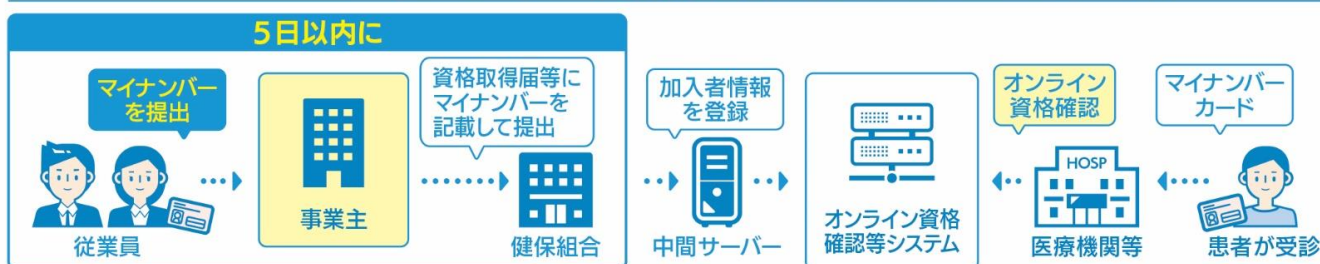 5日以内に
マイナンバー
を提出
従業員
事業主
資格取得届等に
マイナンバーを
記載して提出
健保組合
加入者情報
を登録
中間サーバー
オンライン資格
確認等システム
オンライン
資格確認
HOSP
医療機関等
マイナンバー
カード
患者が受診